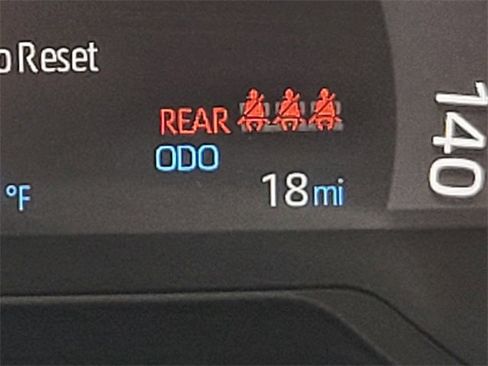 Reset
REAR
ODO
°F
18 mi
140